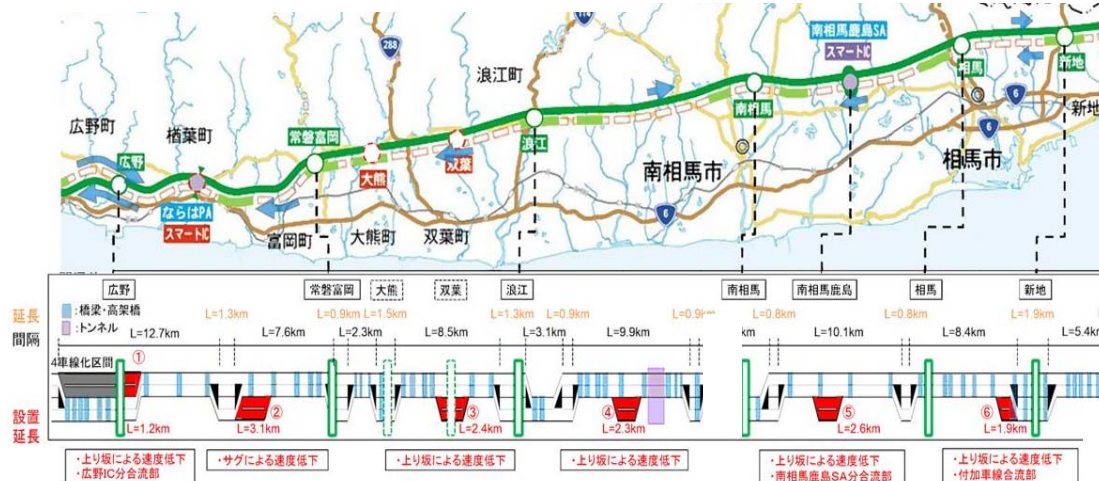 288
浪江町
南相馬鹿島SA
スマートIC
相馬
新地
6
新地
広野町
楢葉町
常磐富岡
浪江
南相馬
6
広野
大熊
双葉
南相馬市
相馬市
ならはPA
スマートIC
富岡町
大熊町
双葉町
6
広野
常磐富岡
大熊
双葉
浪江
南相馬
南相馬鹿島
相馬
新地
:橋梁・高架橋
:トンネル
延長
L=1.3km
L=0.9km
L=1.5km
L=1.3km
L=0.9km
L=0.8km
L=0.8km
L=1.9km
間隔
L=12.7km
L=7.6km
L=2.3km
L=8.5km
L=3.1km
L=9.9km
L=10.1km
L=8.4km
L=5.4km
4車線化区間
①
②
③
④
⑤
⑥
設置
延長
L=1.2km
L=3.1km
L=2.4km
L=2.3km
L=2.6km
L=1.9km
・上り坂による速度低下
・広野IC分合流部
・サグによる速度低下
・上り坂による速度低下
・上り坂による速度低下
・上り坂による速度低下
・南相馬鹿島SA分合流部
・上り坂による速度低下
・付加車線合流部